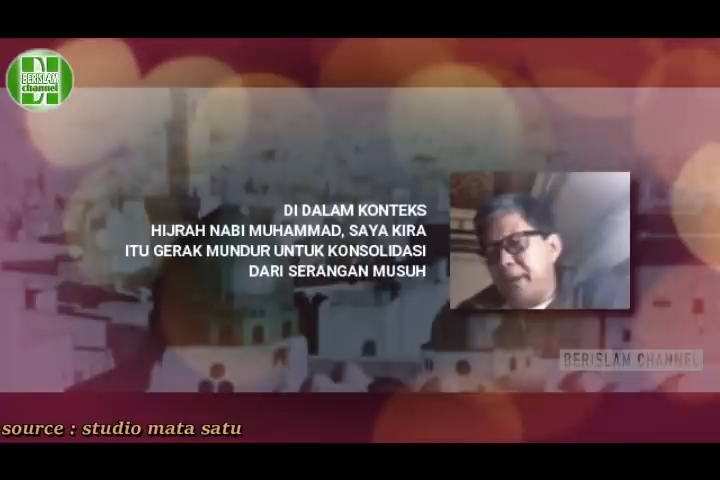 BERISLAM
channel
DI DALAM KONTEKS
HIJRAH NABI MUHAMMAD, SAYA KIRA
ITU GERAK MUNDUR UNTUK KONSOLIDASI
DARI SERANGAN MUSUH
BERISLAM CHANNEL
source : studio mata satu